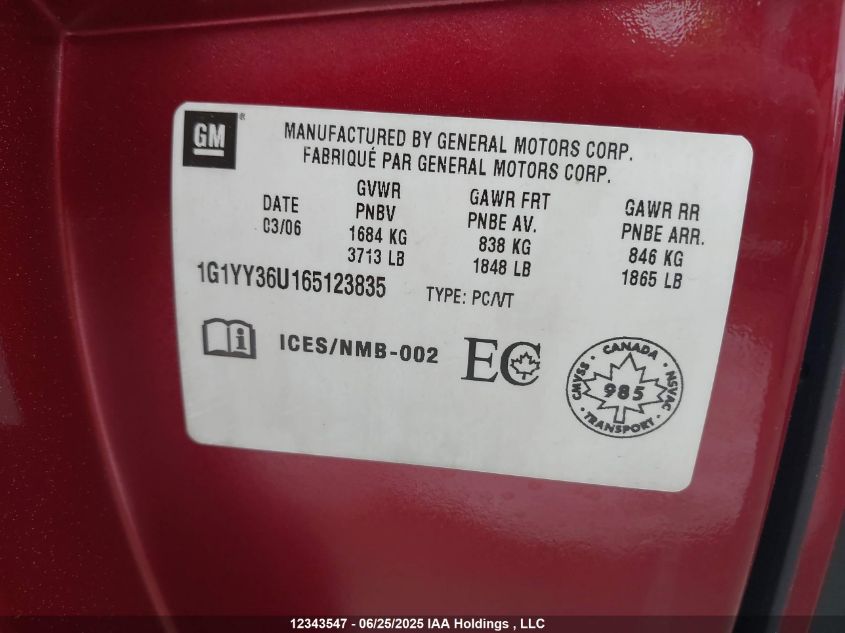 GM ®
MANUFACTURED BY GENERAL MOTORS CORP.
FABRIQUÉ PAR GENERAL MOTORS CORP.
DATE
03/06
GVWR
PNBV
1684 KG
3713 LB
GAWR FRT
PNBE AV.
838 KG
1848 LB
GAWR RR
PNBE ARR.
846 KG
1865 LB
1G1YY36U165123835
TYPE: PC/VT
i
ICES/NMB-002
EC
CANADA
CMVSS
NSVAC
985
TRANSPORT
12343547 - 06/25/2025 IAA Holdings , LLC